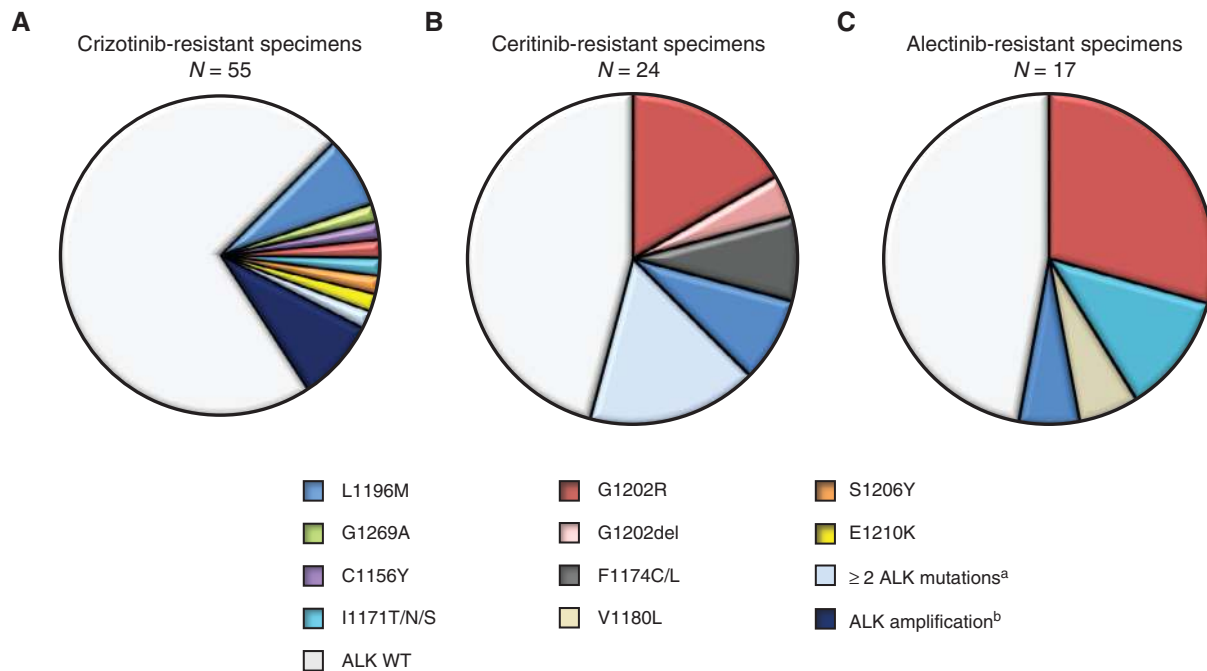 A
Crizotinib-resistant specimens
N = 55
B
Ceritinib-resistant specimens
N = 24
C
Alectinib-resistant specimens
N = 17
L1196M
G1269A
C1156Y
I1171T/N/S
ALK WT
G1202R
G1202del
F1174C/L
V1180L
S1206Y
E1210K
≥ 2 ALK mutationsᵃ
ALK amplificationᵇ